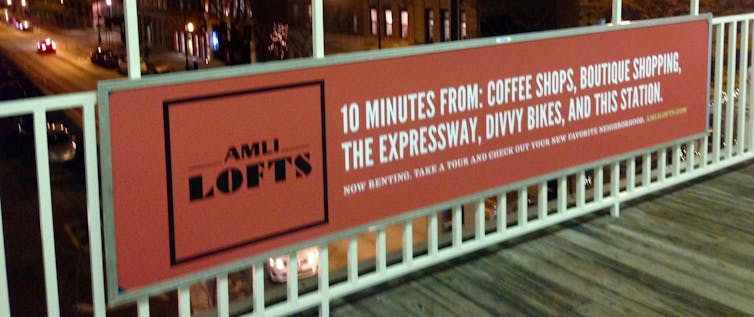 AMLI
LOFTS
10 MINUTES FROM: COFFEE SHOPS, BOUTIQUE SHOPPING,
THE EXPRESSWAY, DIVVY BIKES, AND THIS STATION.
NOW RENTING. TAKE A TOUR AND CHECK OUT YOUR NEW FAVORITE NEIGHBORHOOD. AMLILOFTS.COM